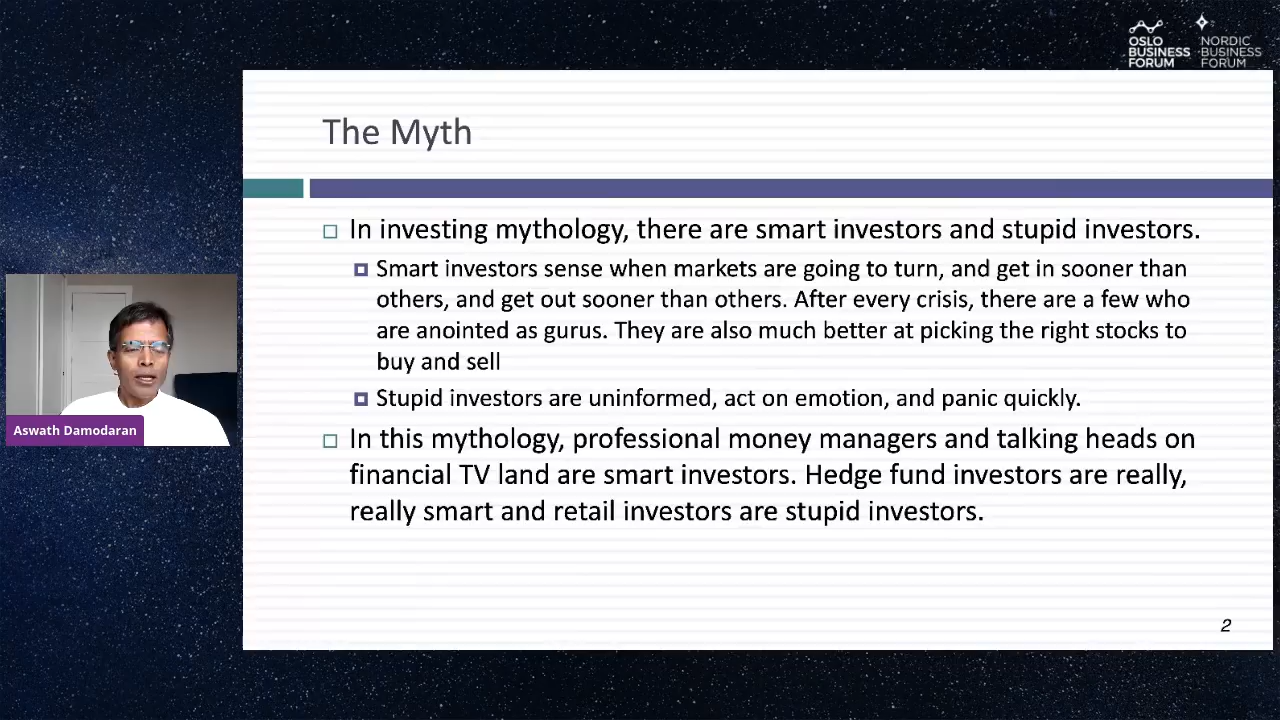 OSLO
BUSINESS
FORUM
NORDIC
BUSINESS
FORUM
The Myth
In investing mythology, there are smart investors and stupid investors.
Smart investors sense when markets are going to turn, and get in sooner than
others, and get out sooner than others. After every crisis, there are a few who
are anointed as gurus. They are also much better at picking the right stocks to
buy and sell
Stupid investors are uninformed, act on emotion, and panic quickly.
In this mythology, professional money managers and talking heads on
financial TV land are smart investors. Hedge fund investors are really,
really smart and retail investors are stupid investors.
Aswath Damodaran
2